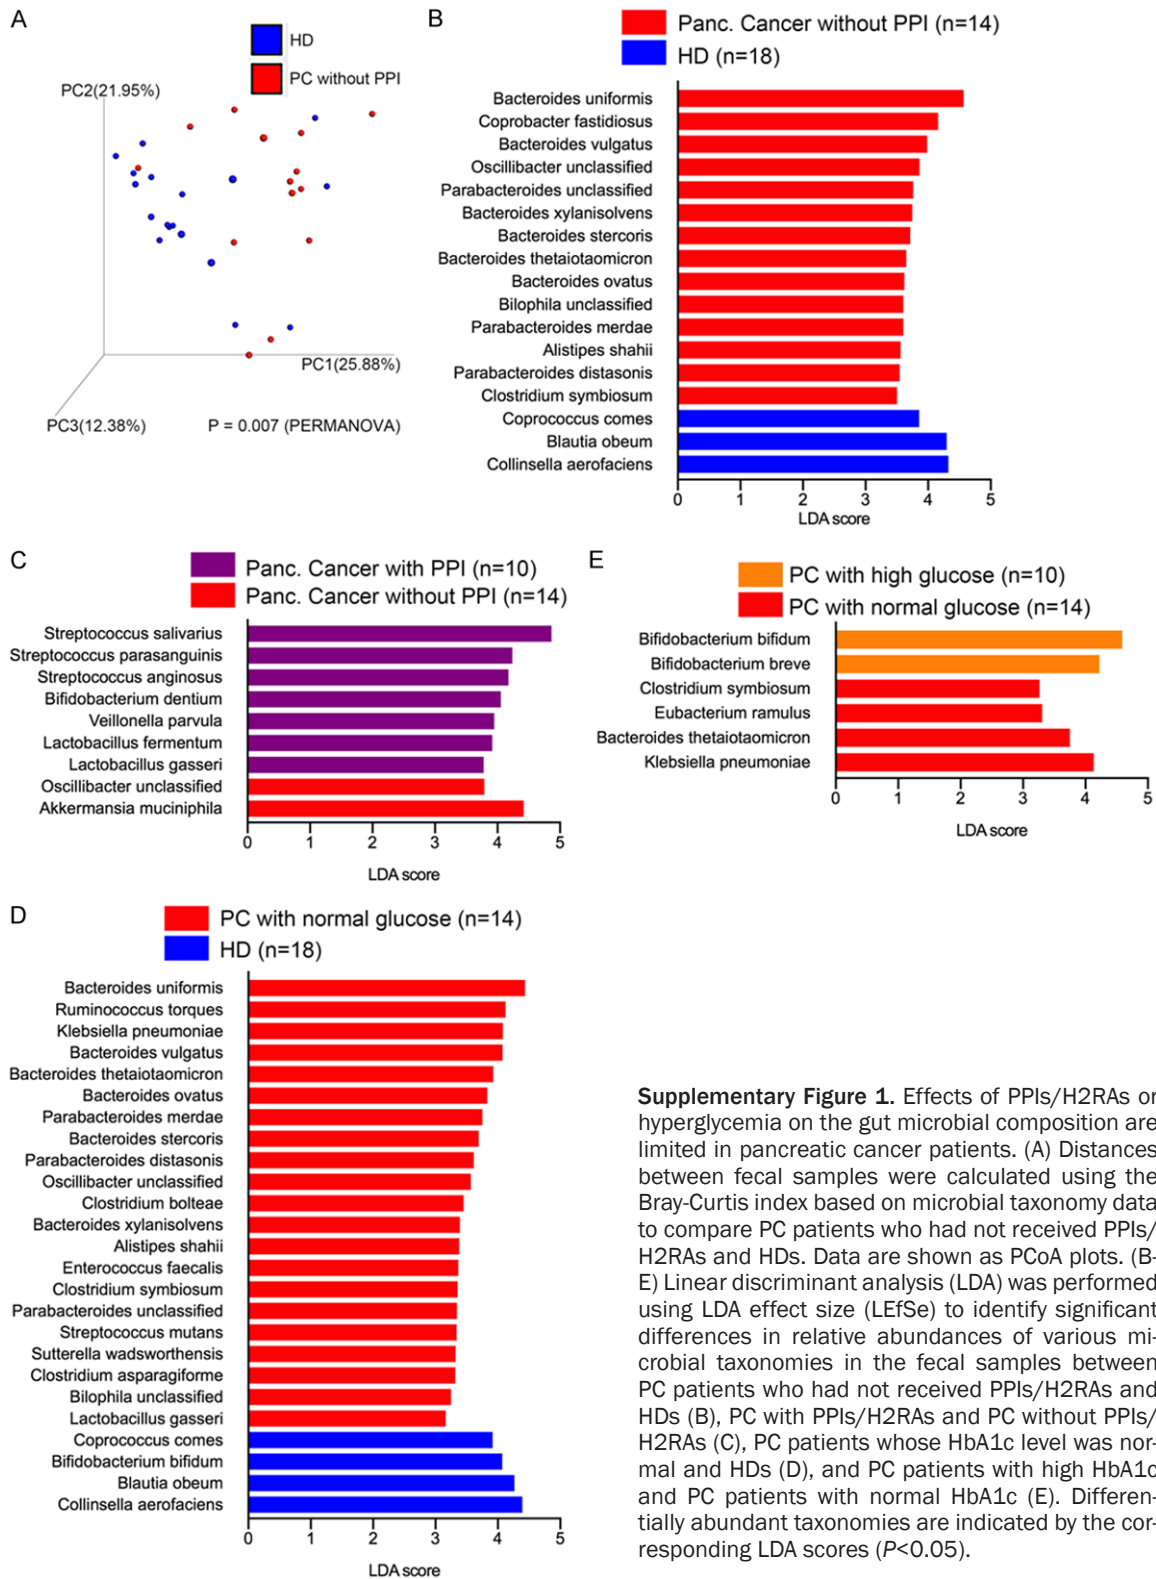 A
HD
PC without PPI
PC2(21.95%)
PC1(25.88%)
PC3(12.38%)
P = 0.007 (PERMANOVA)
B
Panc. Cancer without PPI (n=14)
HD (n=18)
Bacteroides uniformis
Coprobacter fastidiosus
Bacteroides vulgatus
Oscillibacter unclassified
Parabacteroides unclassified
Bacteroides xylanisolvens
Bacteroides stercoris
Bacteroides thetaiotaomicron
Bacteroides ovatus
Bilophila unclassified
Parabacteroides merdae
Alistipes shahii
Parabacteroides distasonis
Clostridium symbiosum
Coprococcus comes
Blautia obeum
Collinsella aerofaciens
0 1 2 3 4 5
LDA score
C
Panc. Cancer with PPI (n=10)
Panc. Cancer without PPI (n=14)
Streptococcus salivarius
Streptococcus parasanguinis
Streptococcus anginosus
Bifidobacterium dentium
Veillonella parvula
Lactobacillus fermentum
Lactobacillus gasseri
Oscillibacter unclassified
Akkermansia muciniphila
0 1 2 3 4 5
LDA score
E
PC with high glucose (n=10)
PC with normal glucose (n=14)
Bifidobacterium bifidum
Bifidobacterium breve
Clostridium symbiosum
Eubacterium ramulus
Bacteroides thetaiotaomicron
Klebsiella pneumoniae
0 1 2 3 4 5
LDA score
D
PC with normal glucose (n=14)
HD (n=18)
Bacteroides uniformis
Ruminococcus torques
Klebsiella pneumoniae
Bacteroides vulgatus
Bacteroides thetaiotaomicron
Bacteroides ovatus
Parabacteroides merdae
Bacteroides stercoris
Parabacteroides distasonis
Oscillibacter unclassified
Clostridium bolteae
Bacteroides xylanisolvens
Alistipes shahii
Enterococcus faecalis
Clostridium symbiosum
Parabacteroides unclassified
Streptococcus mutans
Sutterella wadsworthensis
Clostridium asparagiforme
Bilophila unclassified
Lactobacillus gasseri
Coprococcus comes
Bifidobacterium bifidum
Blautia obeum
Collinsella aerofaciens
0 1 2 3 4 5
LDA score
Supplementary Figure 1. Effects of PPIs/H2RAs or
hyperglycemia on the gut microbial composition are
limited in pancreatic cancer patients. (A) Distances
between fecal samples were calculated using the
Bray-Curtis index based on microbial taxonomy data
to compare PC patients who had not received PPIs/
H2RAs and HDs. Data are shown as PCoA plots. (B-
E) Linear discriminant analysis (LDA) was performed
using LDA effect size (LEfSe) to identify significant
differences in relative abundances of various mi-
crobial taxonomies in the fecal samples between
PC patients who had not received PPIs/H2RAs and
HDs (B), PC with PPIs/H2RAs and PC without PPIs/
H2RAs (C), PC patients whose HbA1c level was nor-
mal and HDs (D), and PC patients with high HbA1c
and PC patients with normal HbA1c (E). Differen-
tially abundant taxonomies are indicated by the cor-
responding LDA scores (P<0.05).